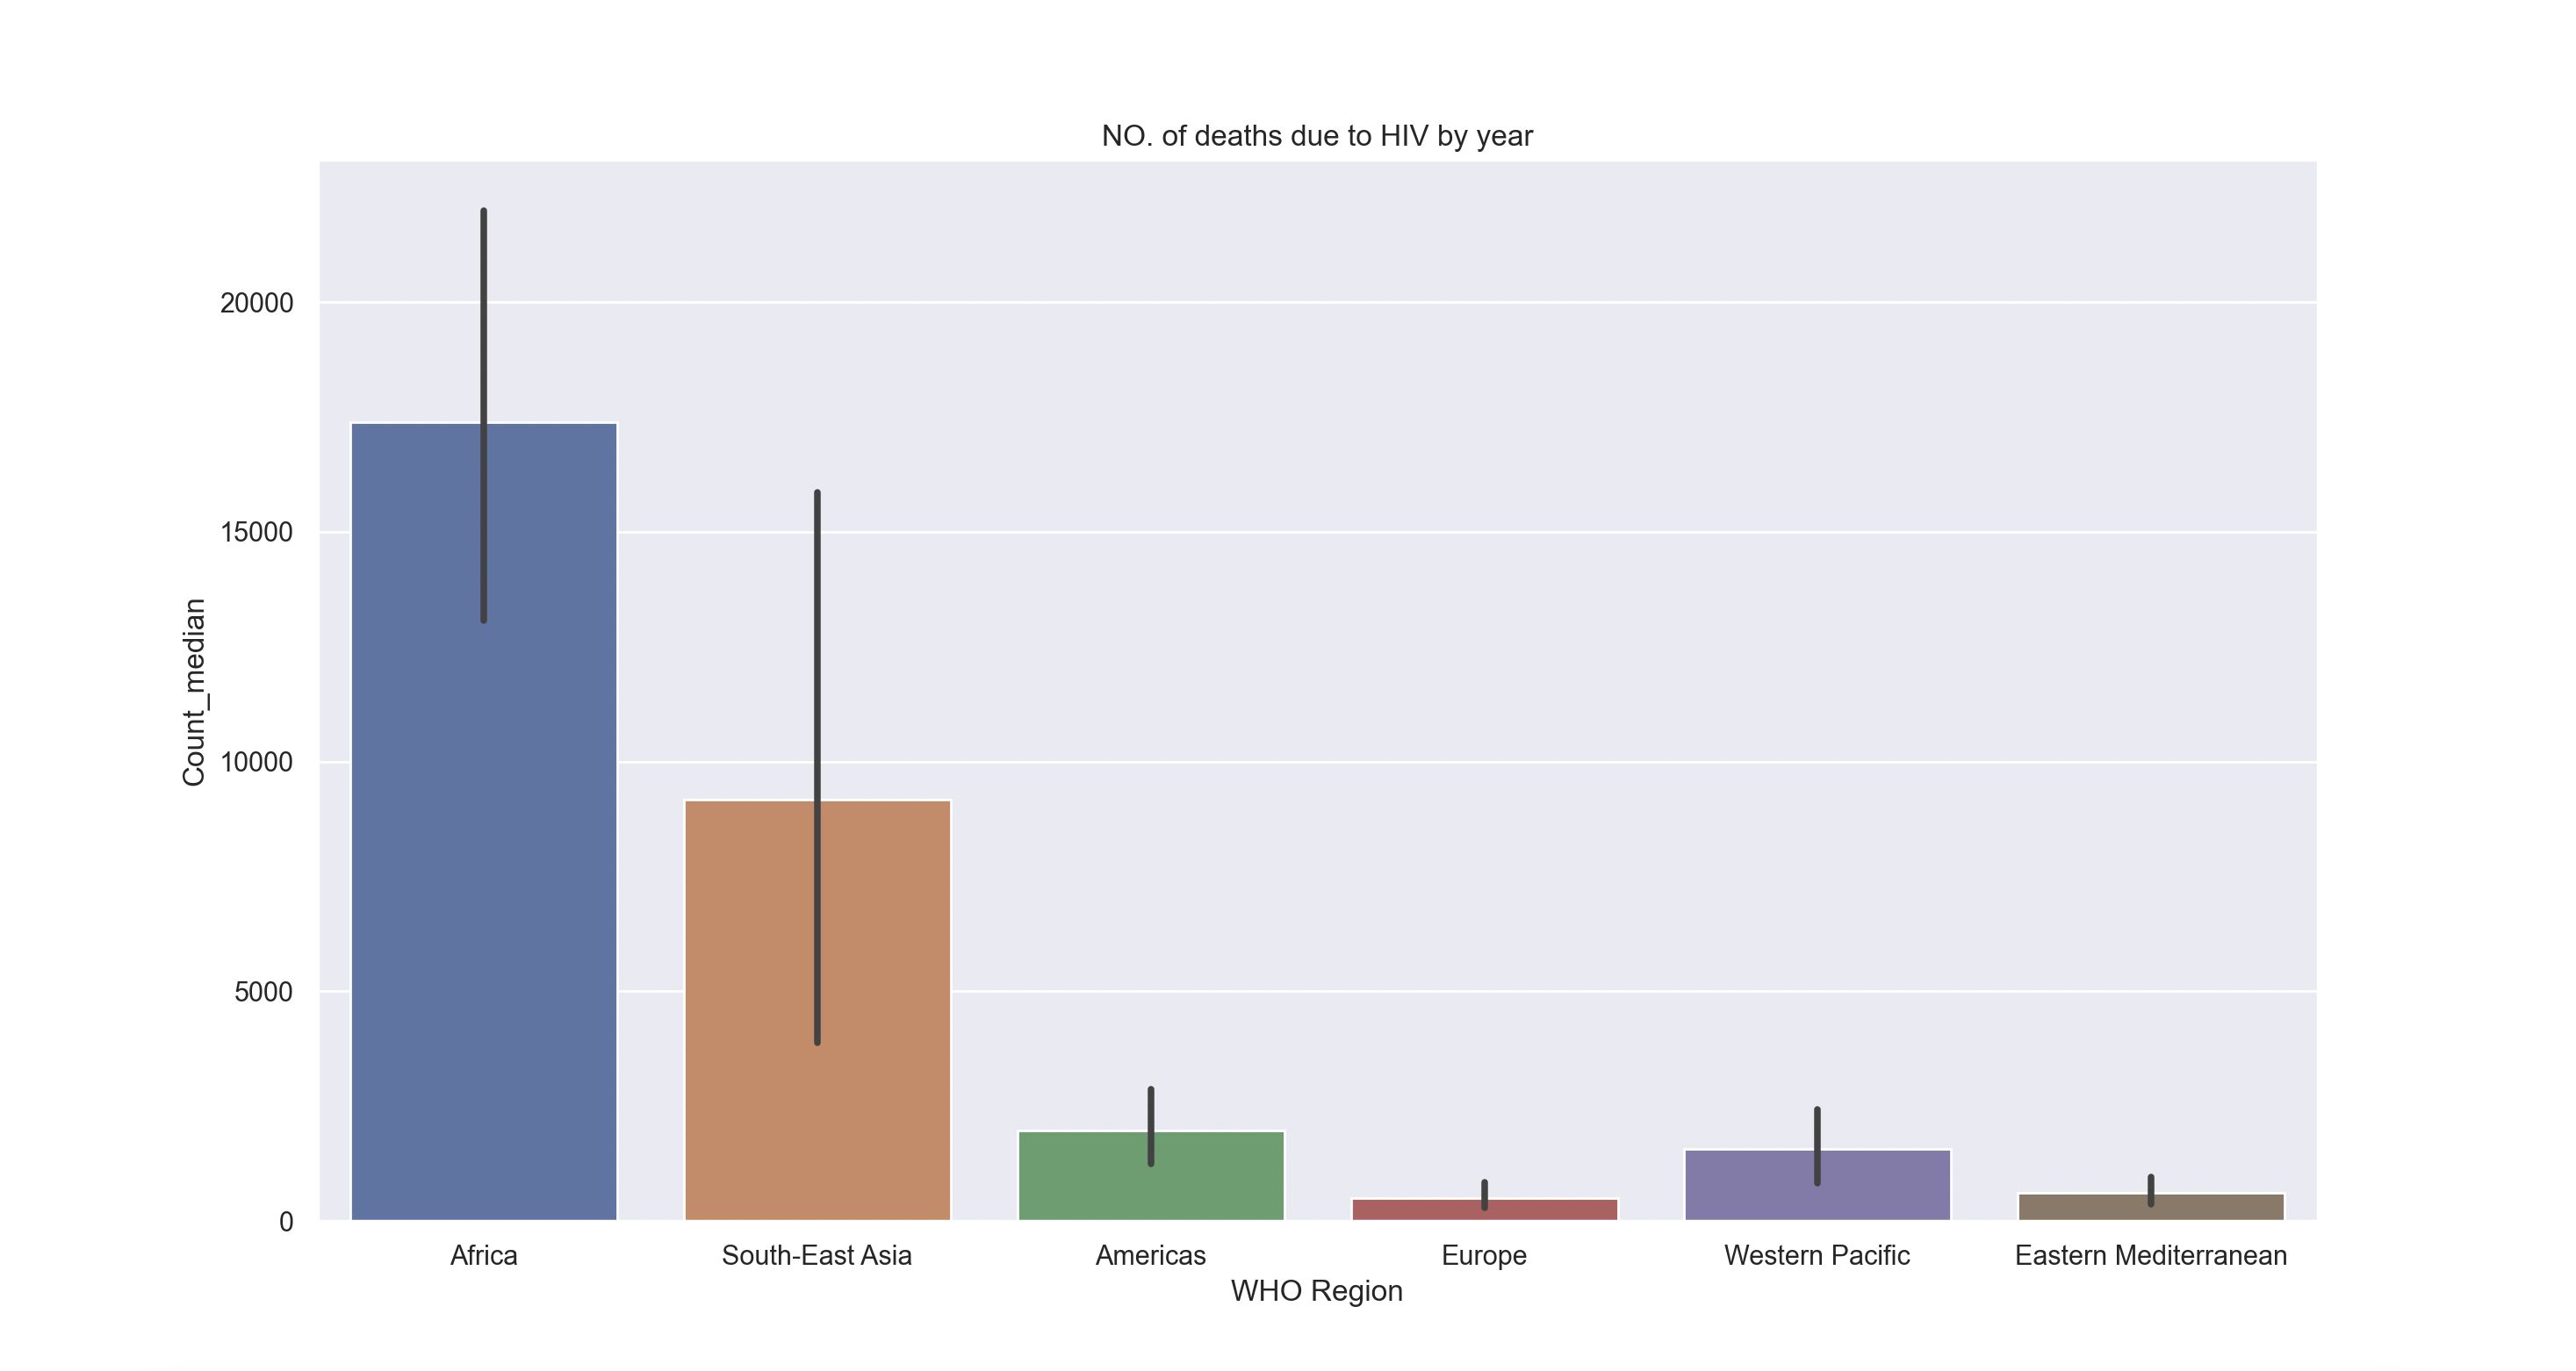 NO. of deaths due to HIV by year
20000
15000
10000
5000
0
Count_median
Africa
South-East Asia
Americas
Europe
Western Pacific
Eastern Mediterranean
WHO Region